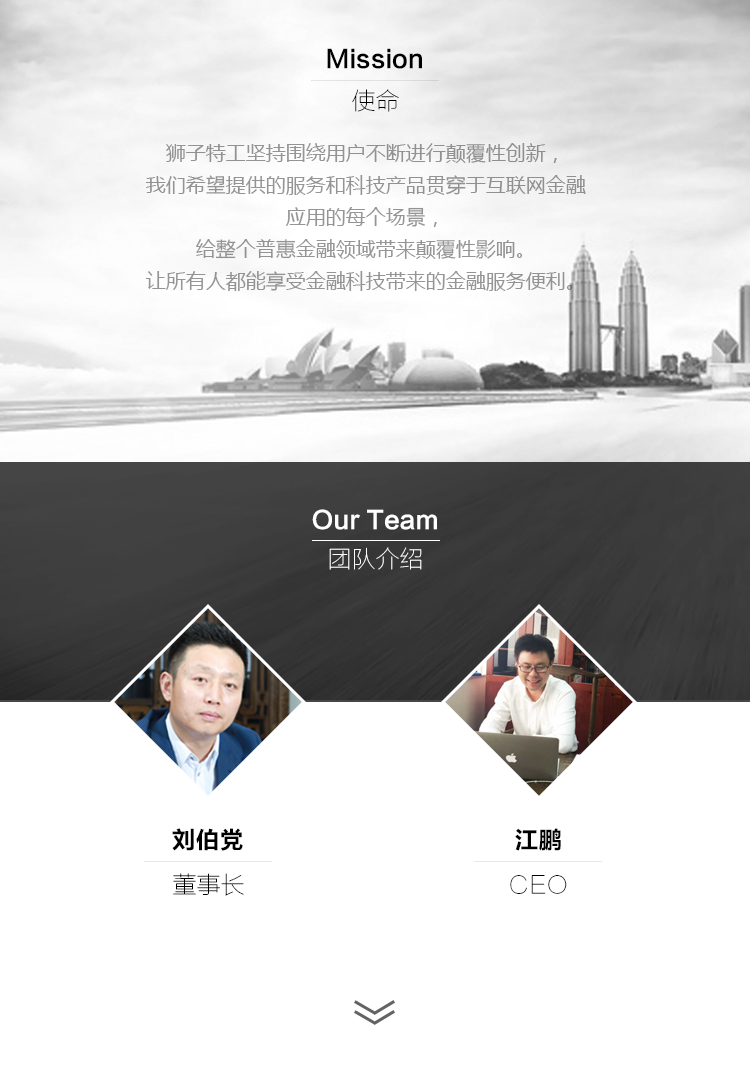 Mission
使命
狮子特工坚持围绕用户不断进行颠覆性创新，
我们希望提供的服务和科技产品贯穿于互联网金融
应用的每个场景，
给整个普惠金融领域带来颠覆性影响。
让所有人都能享受金融科技带来的金融服务便利。
Our Team
团队介绍
刘伯党
江鹏
董事长
CEO